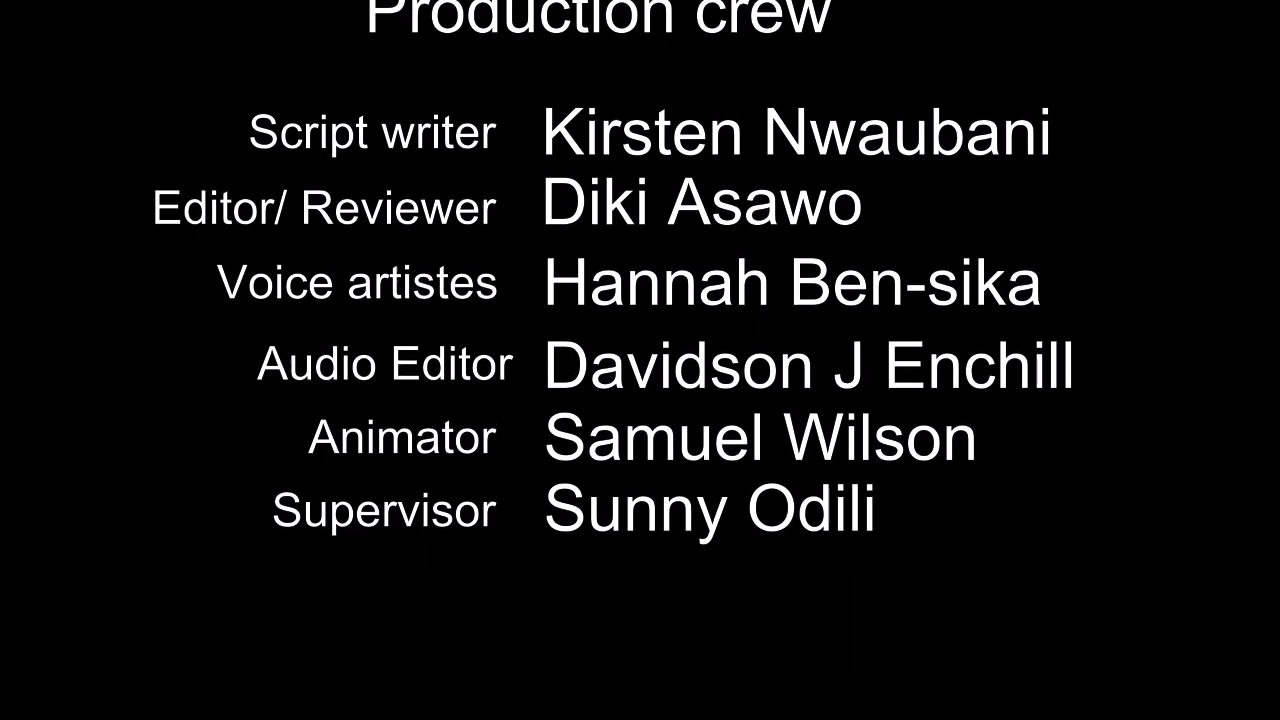 Production crew
Script writer Kirsten Nwaubani
Editor/ Reviewer Diki Asawo
Voice artistes Hannah Ben-sika
Audio Editor Davidson J Enchill
Animator Samuel Wilson
Supervisor Sunny Odili